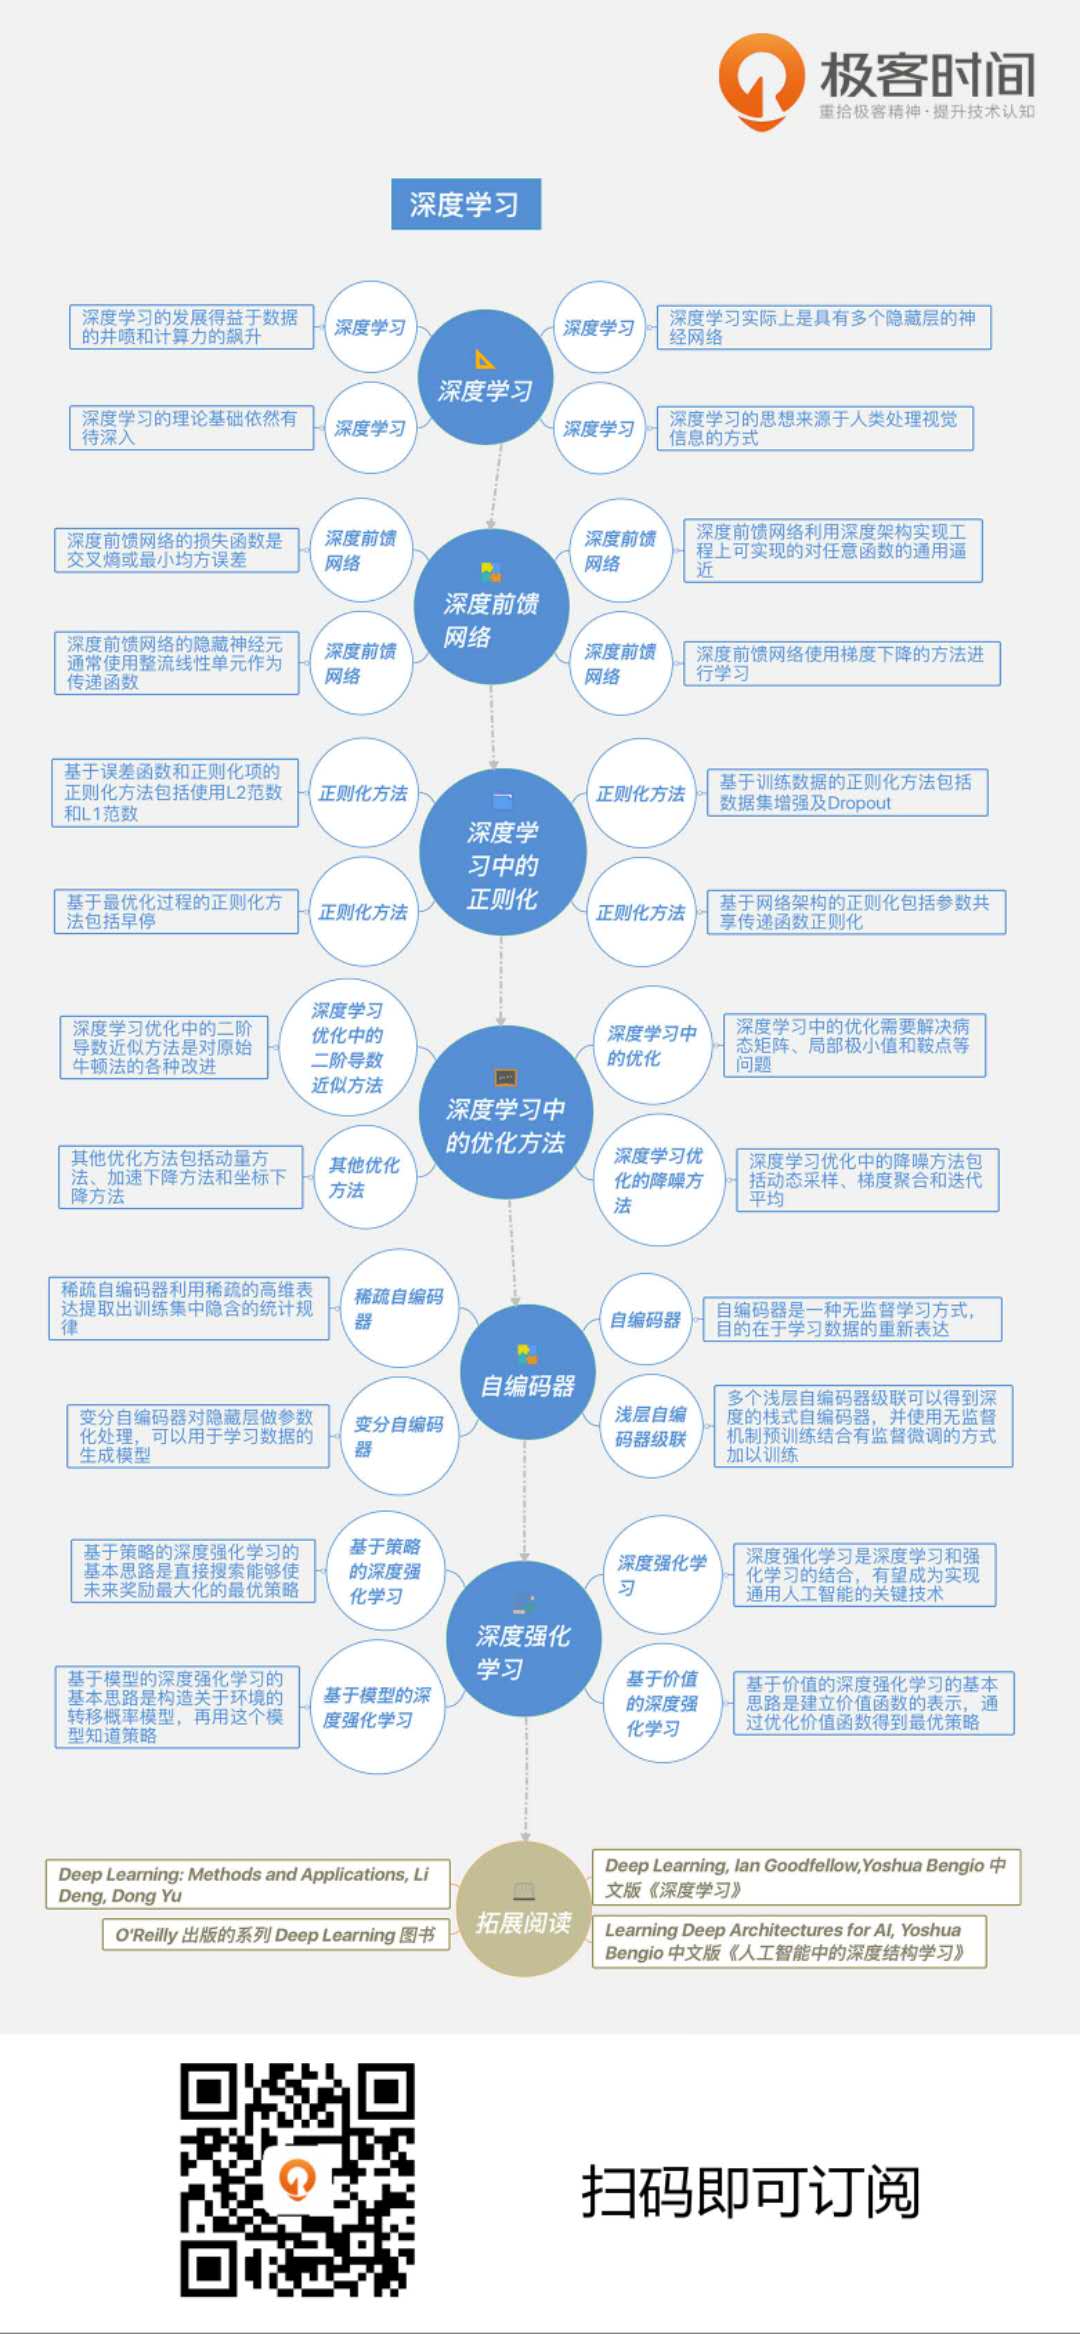 极客时间
重拾极客精神·提升技术认知
深度学习
深度学习的发展得益于数据
的井喷和计算力的飙升
深度学习
深度学习的理论基础依然有
待深入
深度学习
深度学习
深度学习
深度学习实际上是具有多个隐藏层的神
经网络
深度学习
深度学习的思想来源于人类处理视觉
信息的方式
深度前馈网络的损失函数是
交叉熵或最小均方误差
深度前馈
网络
深度前馈网络的隐藏神经元
通常使用整流线性单元作为
传递函数
深度前馈
网络
深度前馈
网络
深度前馈
网络
深度前馈网络利用深度架构实现工
程上可实现的对任意函数的通用逼
近
深度前馈
网络
深度前馈网络使用梯度下降的方法进
行学习
基于误差函数和正则化项的
正则化方法包括使用L2范数
和L1范数
正则化方法
基于最优化过程的正则化方
法包括早停
正则化方法
深度学
习中的
正则化
正则化方法
基于训练数据的正则化方法包括
数据集增强及Dropout
正则化方法
基于网络架构的正则化包括参数共
享传递函数正则化
深度学习优化中的二阶
导数近似方法是对原始
牛顿法的各种改进
深度学习
优化中的
二阶导数
近似方法
其他优化方法包括动量方
法、加速下降方法和坐标下
降方法
其他优化
方法
深度学习中
的优化方法
深度学习中
的优化
深度学习中的优化需要解决病
态矩阵、局部极小值和鞍点等
问题
深度学习优
化的降噪方
法
深度学习优化中的降噪方法包
括动态采样、梯度聚合和迭代
平均
稀疏自编码器利用稀疏的高维表
达提取出训练集中隐含的统计规
律
稀疏自编码
器
变分自编码器对隐藏层做参数
化处理，可以用于学习数据的
生成模型
变分自编码
器
自编码器
自编码器
自编码器是一种无监督学习方式，
目的在于学习数据的重新表达
浅层自编
码器级联
多个浅层自编码器级联可以得到深
度的栈式自编码器，并使用无监督
机制预训练结合有监督微调的方式
加以训练
基于策略的深度强化学习的
基本思路是直接搜索能够使
未来奖励最大化的最优策略
基于策略
的深度强
化学习
基于模型的深度强化学习的
基本思路是构造关于环境的
转移概率模型，再用这个模
型知道策略
基于模型的深
度强化学习
深度强化
学习
深度强化学
习
深度强化学习是深度学习和强
化学习的结合，有望成为实现
通用人工智能的关键技术
基于价值
的深度强
化学习
基于价值的深度强化学习的基本
思路是建立价值函数的表示，通
过优化价值函数得到最优策略
Deep Learning: Methods and Applications, Li
Deng, Dong Yu
O'Reilly 出版的系列 Deep Learning 图书
拓展阅读
Deep Learning, Ian Goodfellow,Yoshua Bengio 中
文版《深度学习》
Learning Deep Architectures for AI, Yoshua
Bengio 中文版《人工智能中的深度结构学习》
扫码即可订阅